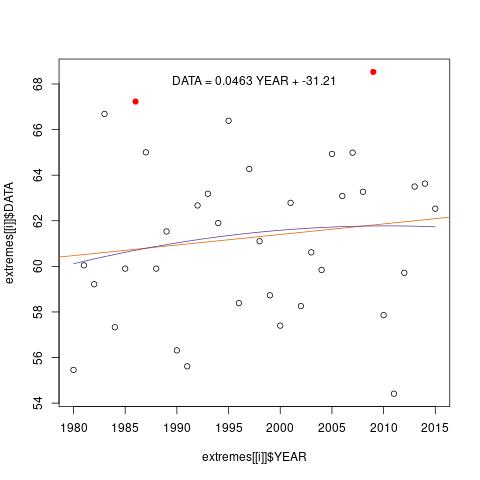 DATA = 0.0463 YEAR + -31.21
68
66
64
62
60
58
56
54
extremes[[i]]$DATA
1980 1985 1990 1995 2000 2005 2010 2015
extremes[[i]]$YEAR